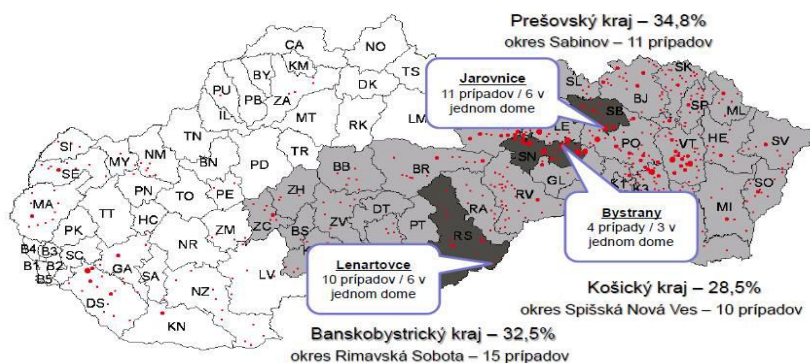 Prešovský kraj – 34,8%
okres Sabinov – 11 prípadov
Jarovnice
11 prípadov / 6 v
jednom dome
Bystrany
4 prípady / 3 v
jednom dome
Lenartovce
10 prípadov / 6 v
jednom dome
Košický kraj – 28,5%
okres Spišská Nová Ves – 10 prípadov
Banskobystrický kraj – 32,5%
okres Rimavská Sobota – 15 prípadov
CA
NO
KM
TS
BY
PU
PB
ZA
DK
IL
MT
RK
LM
TN
BN
PD
TR
SI
SE
MY
NM
MA
PN
TO
PE
TT
HC
PK
ZM
NR
B4
B3
SC
B1
B2
B5
GA
SA
DS
NZ
LV
KN
BB
BR
ZH
ZC
BS
ZV
DT
PT
RA
RS
RV
SN
GL
LE
SL
SB
BJ
SK
SP
ML
PO
VT
HE
SV
SO
MI